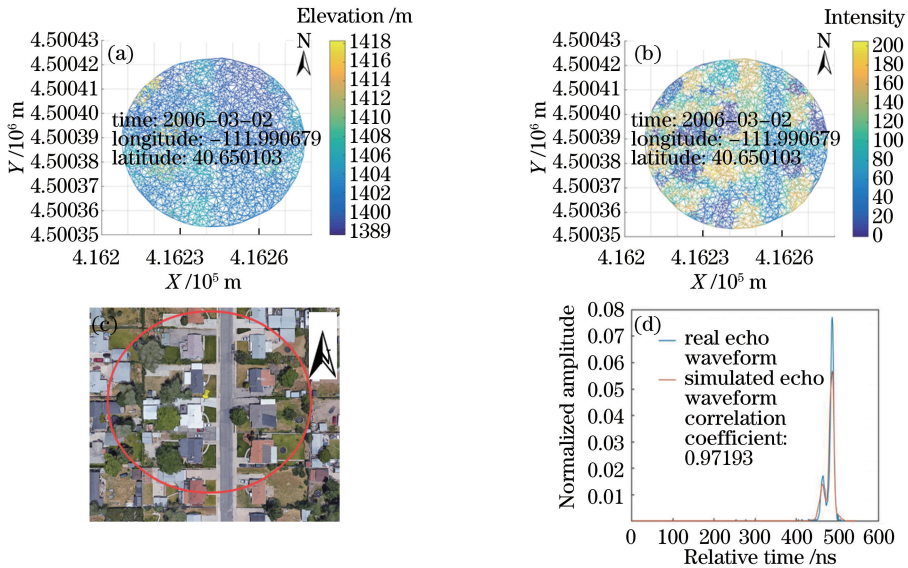 (a)
Elevation /m
N
4.50043
4.50042
4.50040
4.50039
4.50038
4.50037
4.50036
4.50035
Y /10⁶ m
time: 2006−03−02
longitude: −111.990679
latitude: 40.650103
4.162
4.1623
4.1626
X /10⁵ m
1418
1416
1414
1412
1410
1408
1406
1404
1402
1400
1389
(b)
Intensity
N
4.50043
4.50042
4.50040
4.50039
4.50038
4.50037
4.50036
4.50035
Y /10⁶ m
time: 2006−03−02
longitude: −111.990679
latitude: 40.650103
4.162
4.1623
4.1626
X /10⁵ m
200
180
160
140
120
100
80
60
40
20
0
(c)
(d)
Normalized amplitude
0.08
0.07
0.06
0.05
0.04
0.03
0.02
0.01
real echo
waveform
simulated echo
waveform
correlation
coefficient:
0.97193
0
100
200
300
400
500
600
Relative time /ns